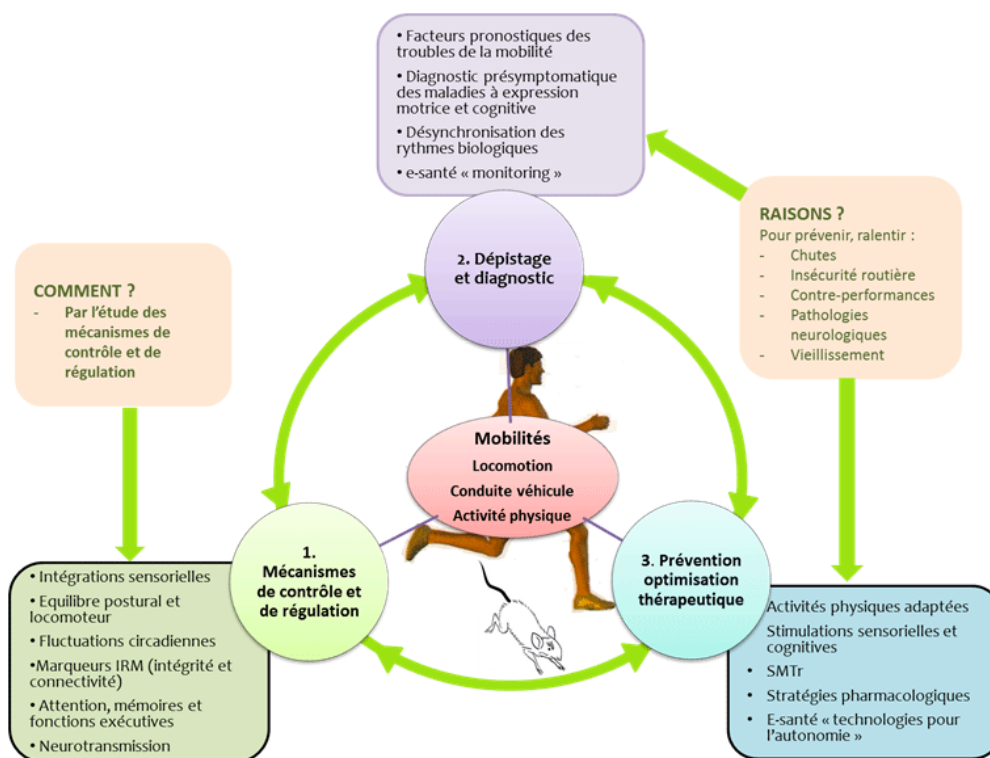 • Facteurs pronostiques des
troubles de la mobilité
• Diagnostic présymptomatique
des maladies à expression
motrice et cognitive
• Désynchronisation des
rythmes biologiques
• e-santé « monitoring »
RAISONS ?
Pour prévenir, ralentir :
- Chutes
- Insécurité routière
- Contre-performances
- Pathologies
neurologiques
- Vieillissement
2. Dépistage
et diagnostic
COMMENT ?
- Par l'étude des
mécanismes de
contrôle et de
régulation
Mobilités
Locomotion
Conduite véhicule
Activité physique
1.
Mécanismes
de contrôle et
de régulation
3. Prévention
optimisation
thérapeutique
• Intégrations sensorielles
• Equilibre postural et
locomoteur
• Fluctuations circadiennes
•Marqueurs IRM (intégrité et
connectivité)
• Attention, mémoires et
fonctions exécutives
• Neurotransmission
Activités physiques adaptées
Stimulations sensorielles et
cognitives
• SMTr
• Stratégies pharmacologiques
• E-santé « technologies pour
l'autonomie »